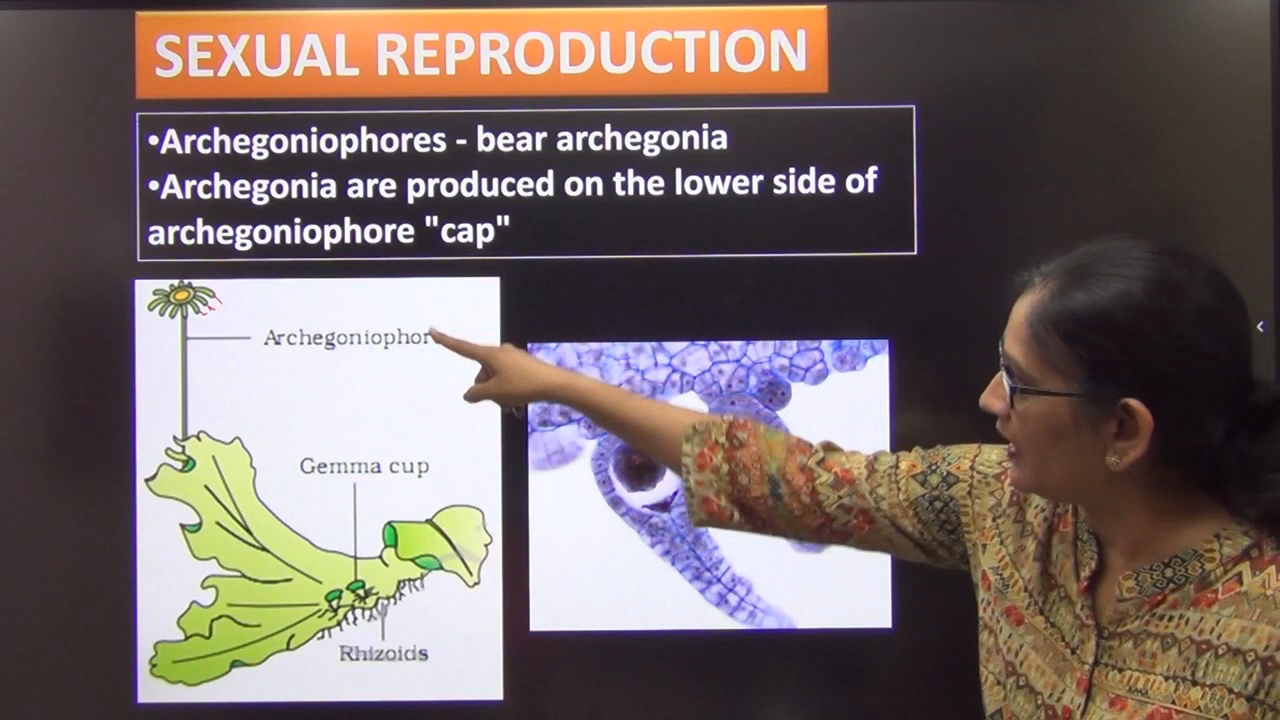 SEXUAL REPRODUCTION
•Archegoniophores - bear archegonia
•Archegonia are produced on the lower side of
archegoniophore "cap"
Archegoniophor
Gemma cup
Rhizoids